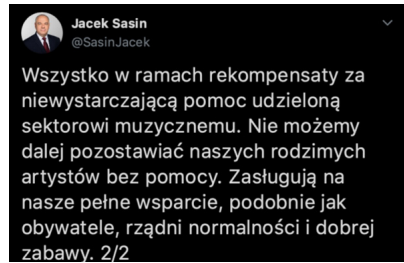 Jacek Sasin
@SasinJacek
Wszystko w ramach rekompensaty za
niewystarczającą pomoc udzieloną
sektorowi muzycznemu. Nie możemy
dalej pozostawiać naszych rodzimych
artystów bez pomocy. Zasługują na
nasze pełne wsparcie, podobnie jak
obywatele, rządni normalności i dobrej
zabawy. 2/2